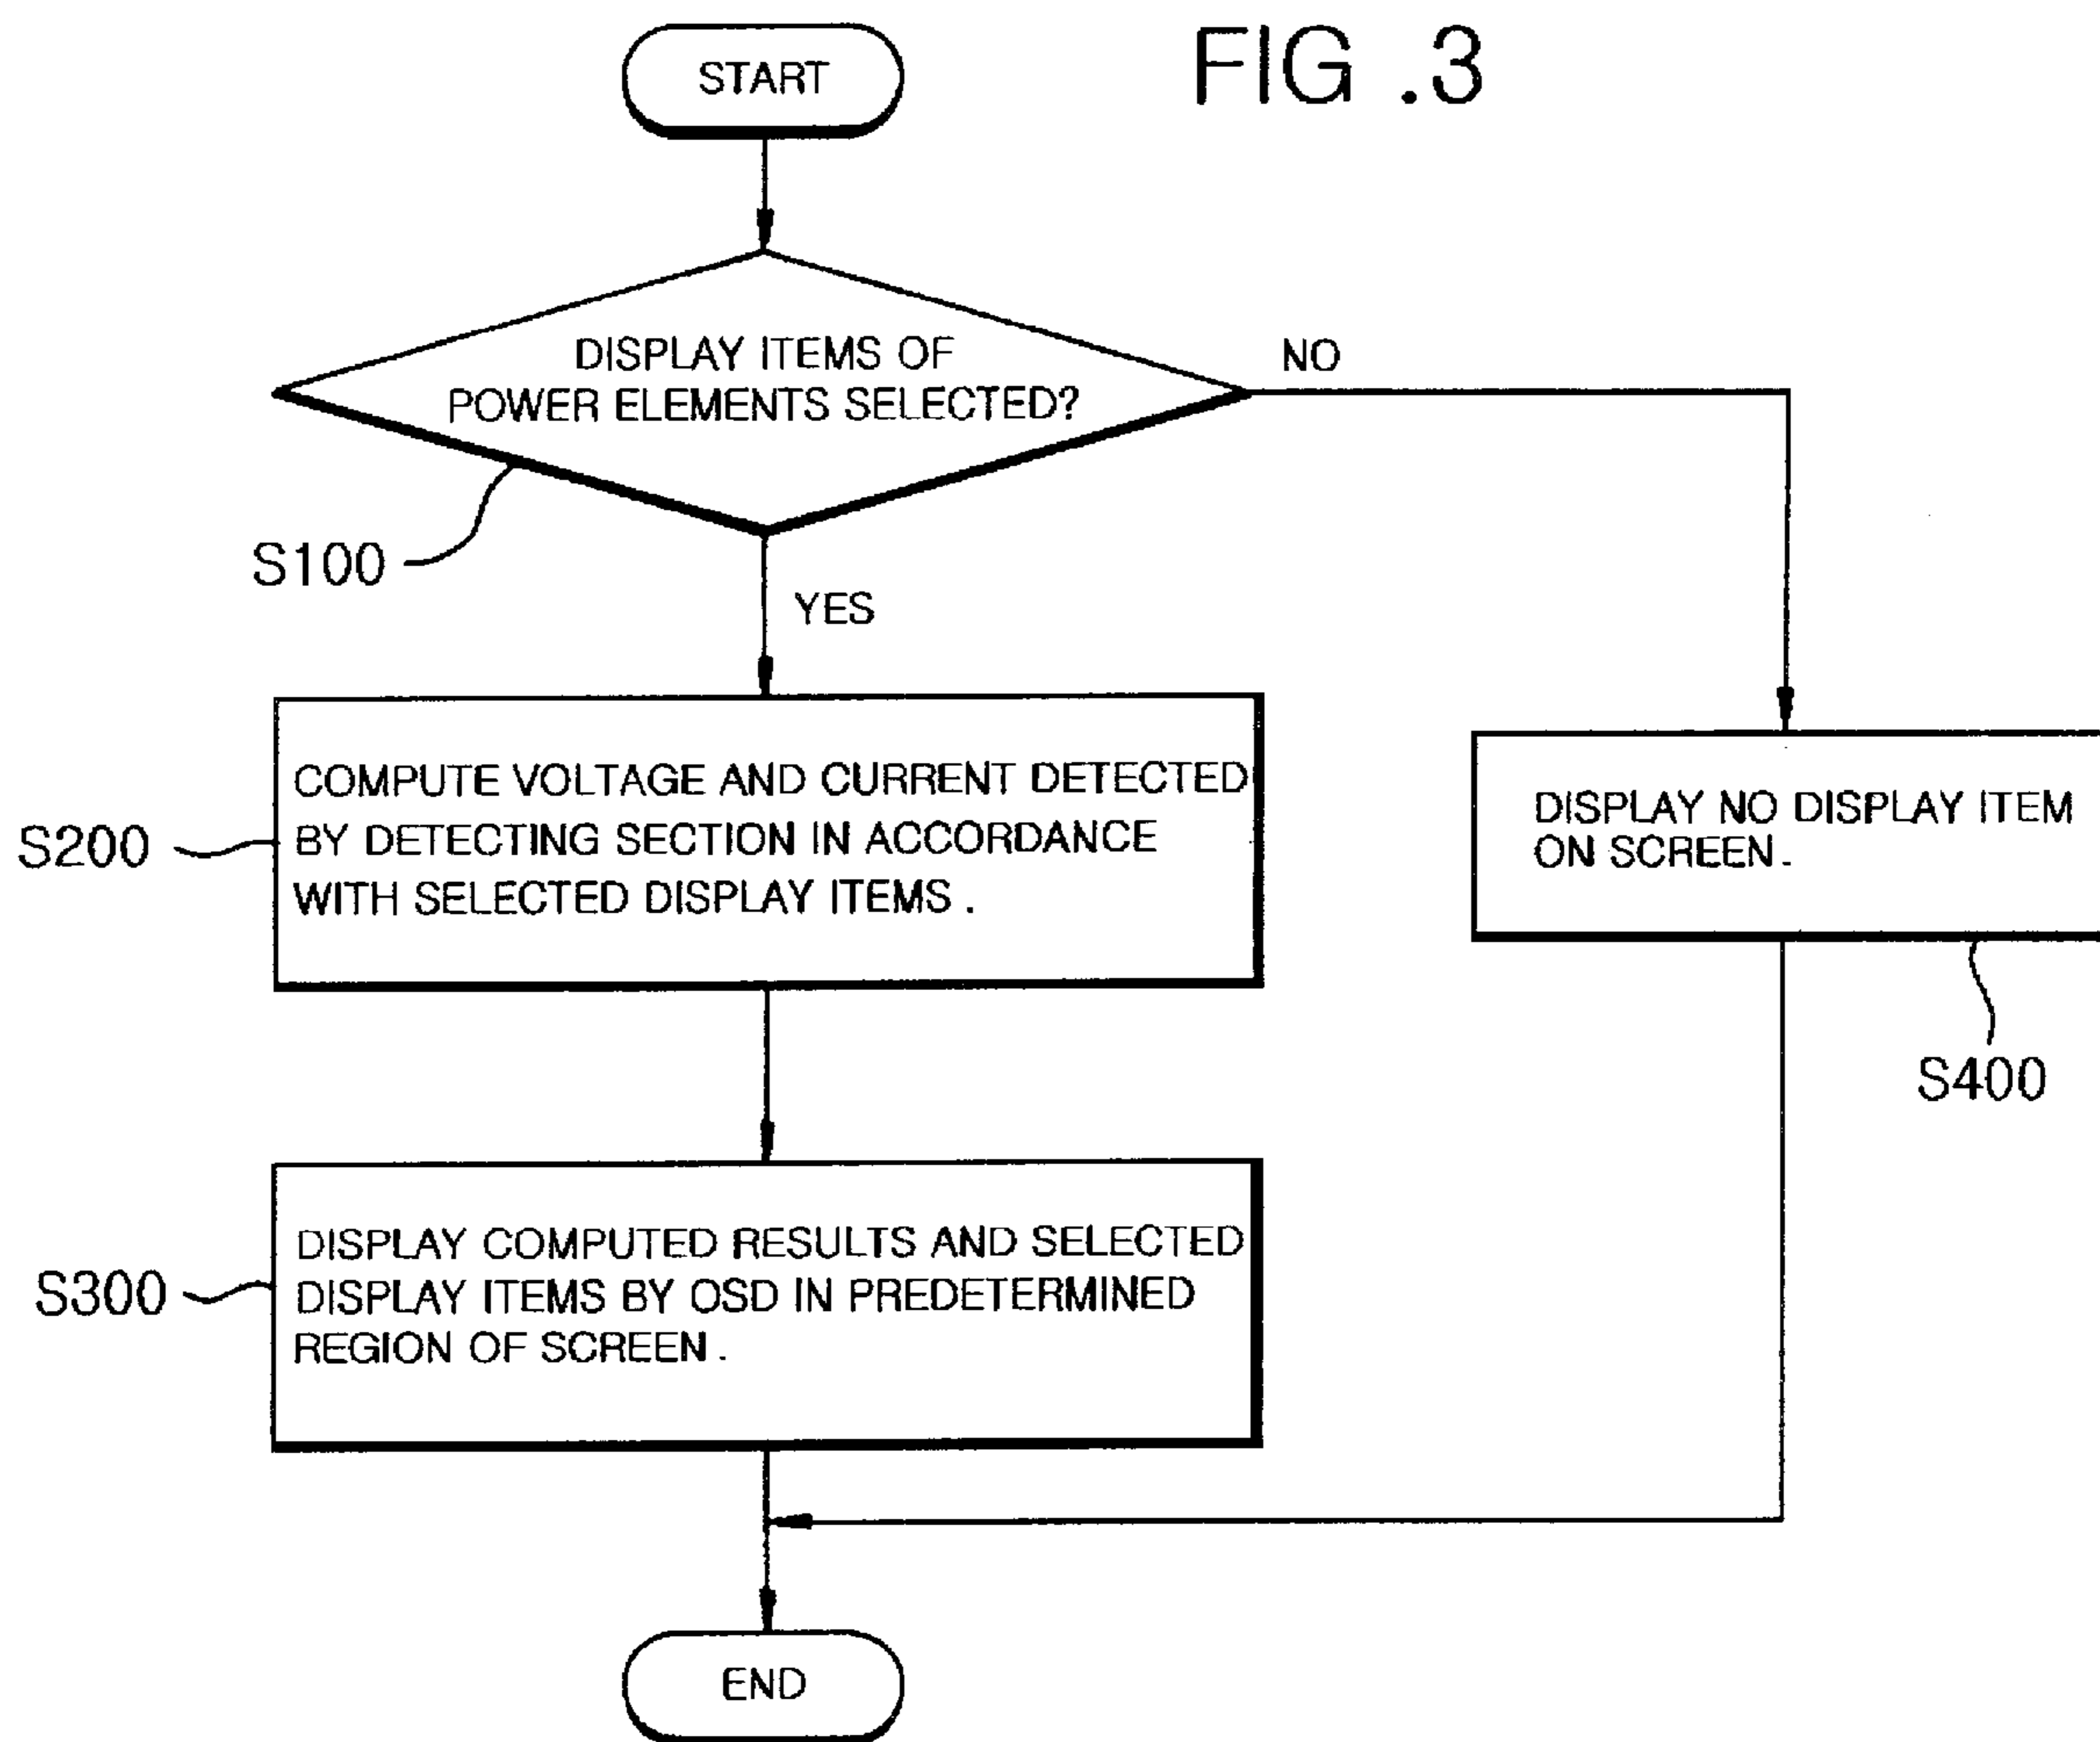 FIG .3
START
DISPLAY ITEMS OF
POWER ELEMENTS SELECTED?
NO
S100
YES
COMPUTE VOLTAGE AND CURRENT DETECTED
BY DETECTING SECTION IN ACCORDANCE
WITH SELECTED DISPLAY ITEMS .
S200
DISPLAY NO DISPLAY ITEM
ON SCREEN .
S400
DISPLAY COMPUTED RESULTS AND SELECTED
DISPLAY ITEMS BY OSD IN PREDETERMINED
REGION OF SCREEN .
S300
END